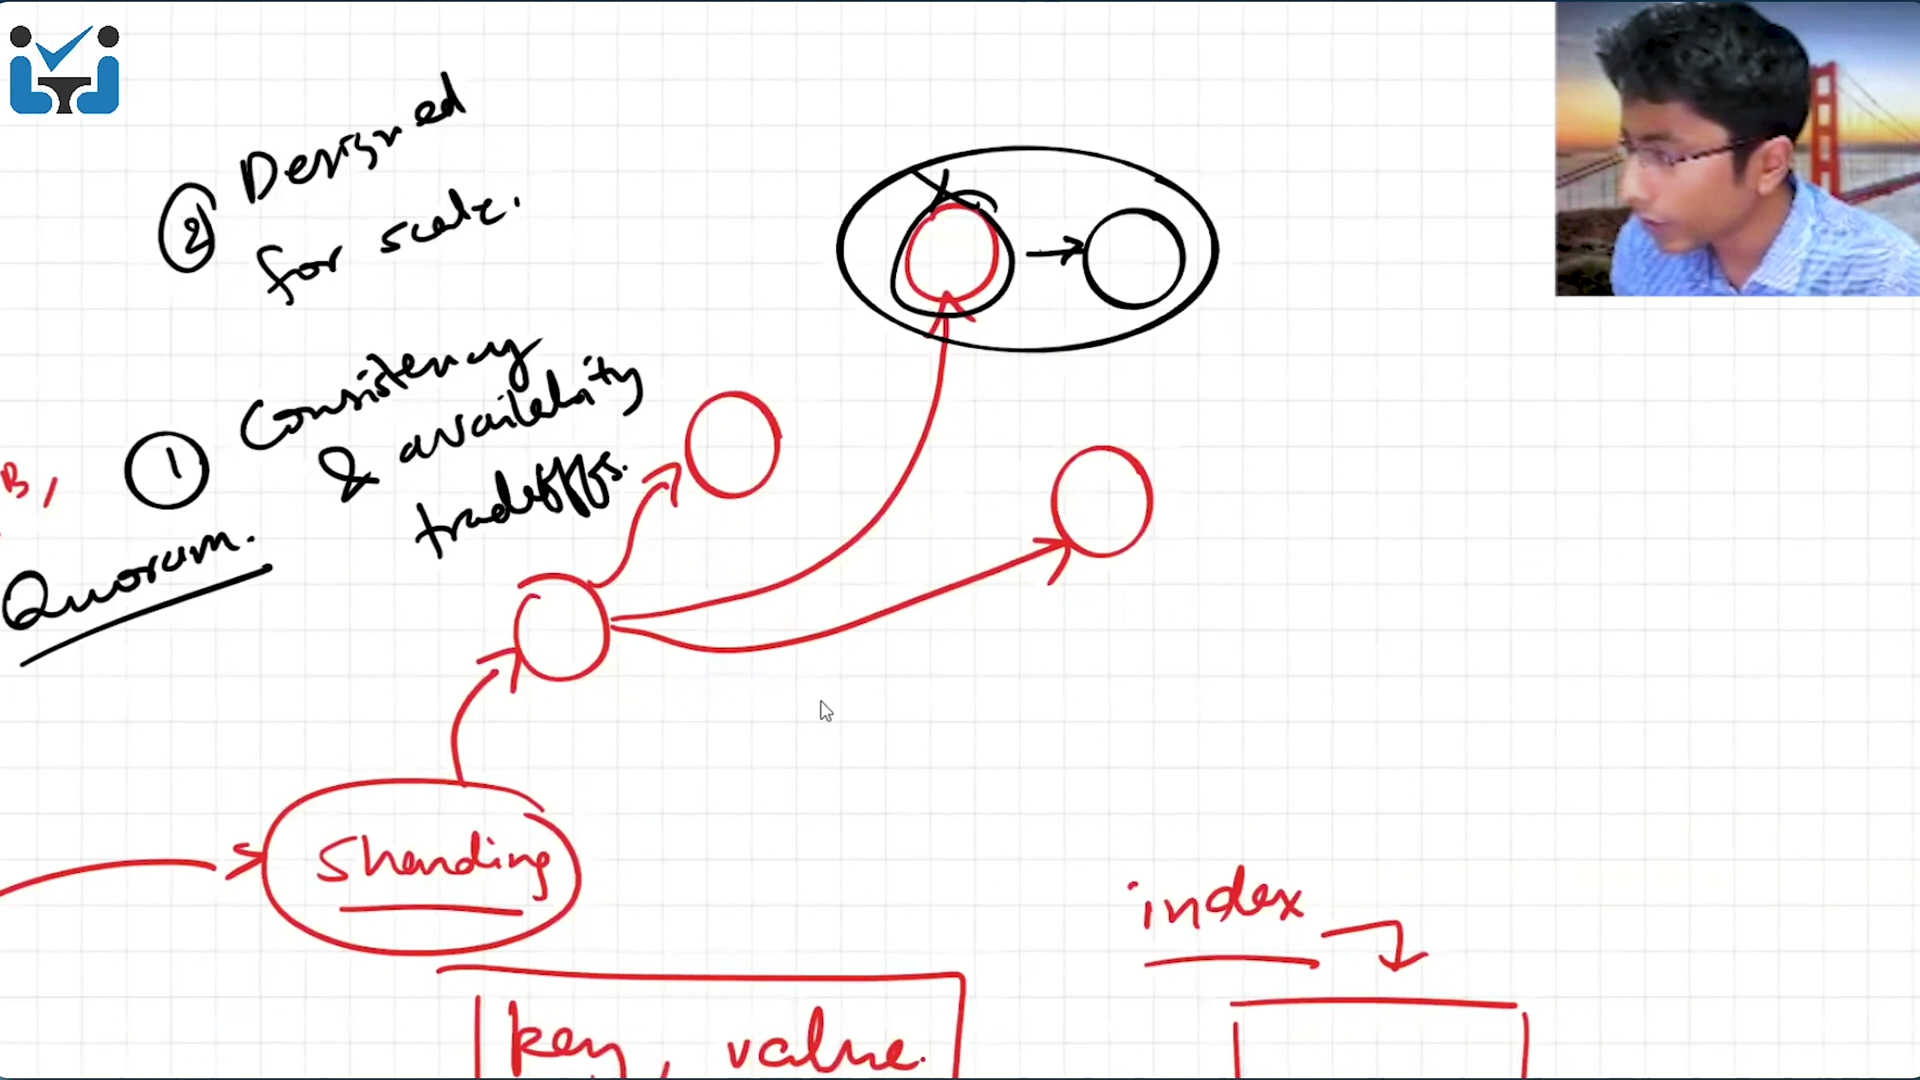 ② Designed
for scale.
① Consistency
& availability
tradeoffs.
B,
Quorum.
Sharding
index
key, value.